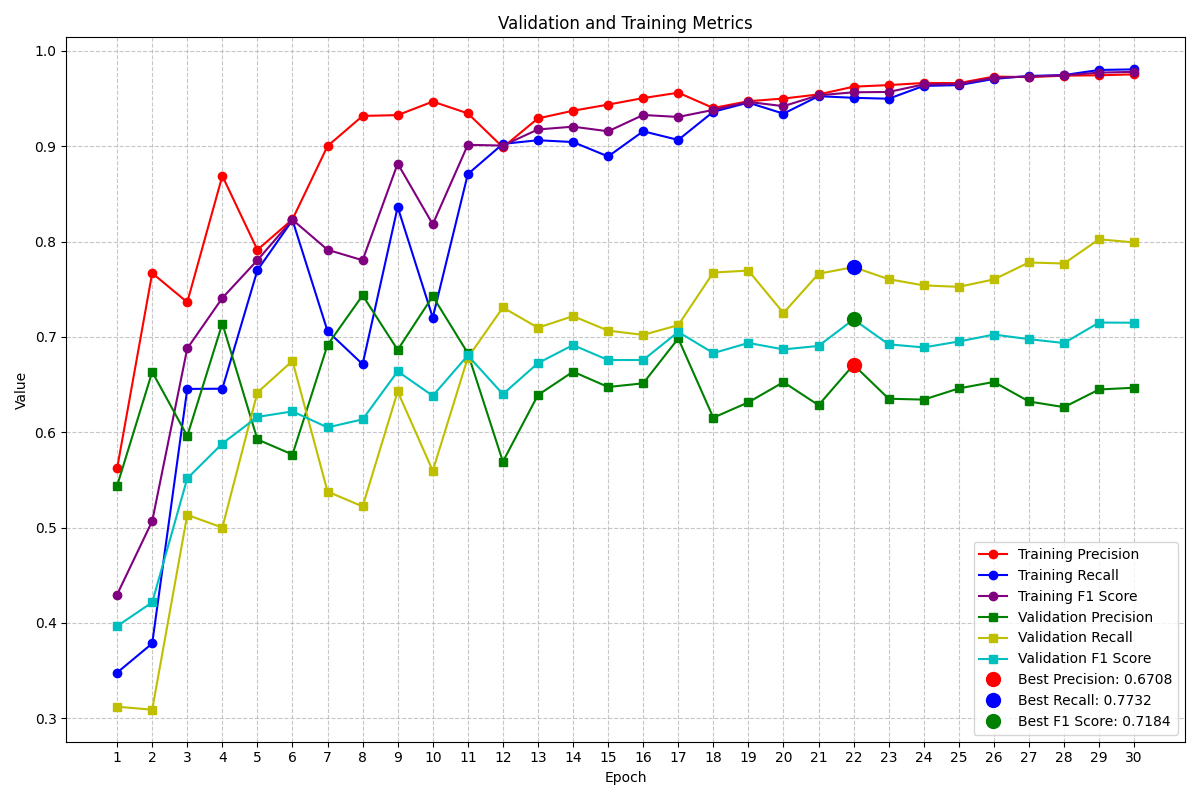 Validation and Training Metrics
1.0
0.9
0.8
0.7
0.6
0.5
0.4
0.3
Value
Training Precision
Training Recall
Training F1 Score
Validation Precision
Validation Recall
Validation F1 Score
Best Precision: 0.6708
Best Recall: 0.7732
Best F1 Score: 0.7184
1 2 3 4 5 6 7 8 9 10 11 12 13 14 15 16 17 18 19 20 21 22 23 24 25 26 27 28 29 30
Epoch